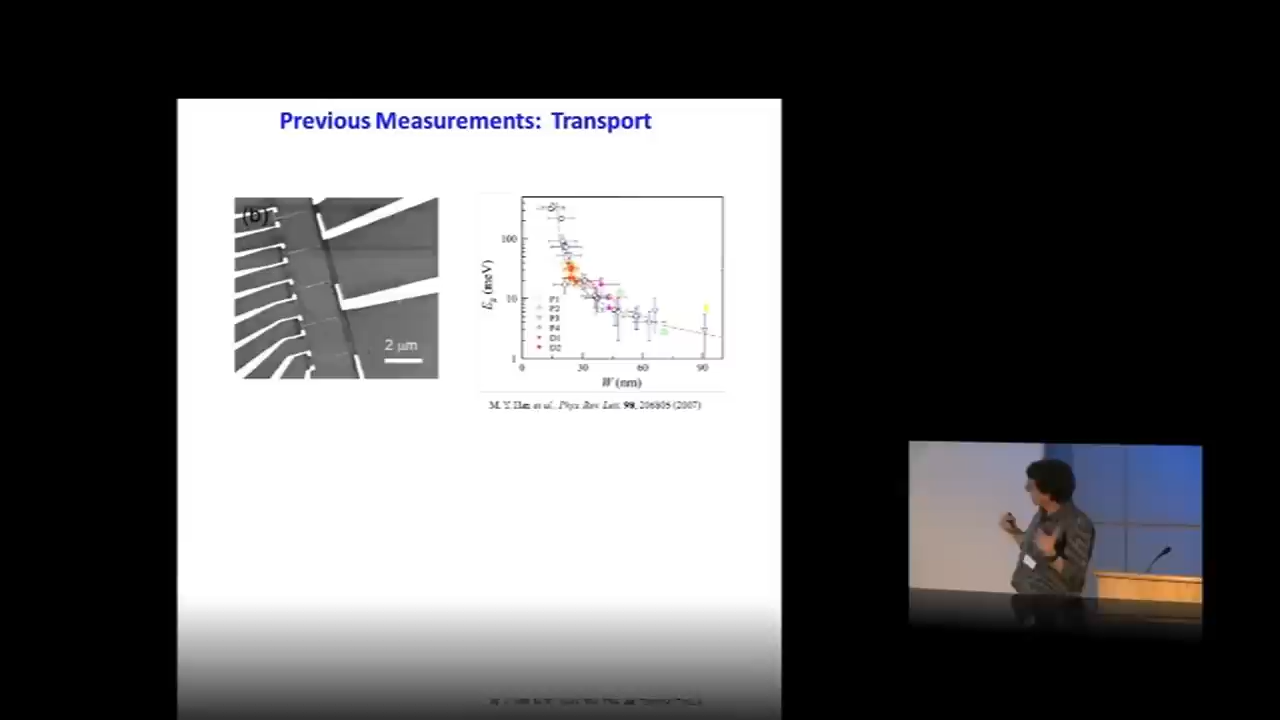 Previous Measurements: Transport
(b)
2 μm
E (meV)
100
10
1
P1
P2
P3
P4
D1
D2
0
30
60
90
W (nm)
M. Y. Han et al., Phys. Rev. Lett. 98, 206805 (2007)